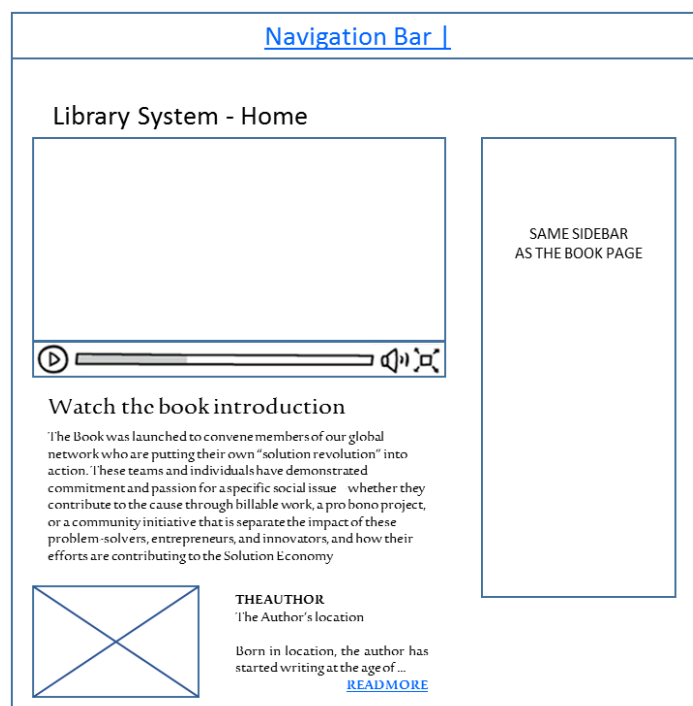 Navigation Bar |
Library System - Home
SAME SIDEBAR
AS THE BOOK PAGE
Watch the book introduction
The Book was launched to convene members of our global
network who are putting their own “solution revolution” into
action. These teams and individuals have demonstrated
commitment and passion for a specific social issue whether they
contribute to the cause through billable work, a pro bono project,
or a community initiative that is separate the impact of these
problem-solvers, entrepreneurs, and innovators, and how their
efforts are contributing to the Solution Economy
THE AUTHOR
The Author's location
Born in location, the author has
started writing at the age of ...
READ MORE